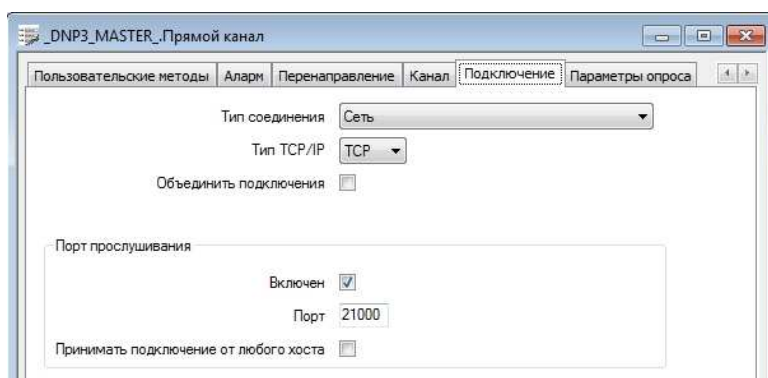 _DNP3_MASTER_.Прямой канал
Пользовательские методы Аларм Перенаправление Канал Подключение Параметры опроса
Тип соединения Сеть
Тип TCP/IP TCP
Объединить подключения
Порт прослушивания
Включен
Порт 21000
Принимать подключение от любого хоста